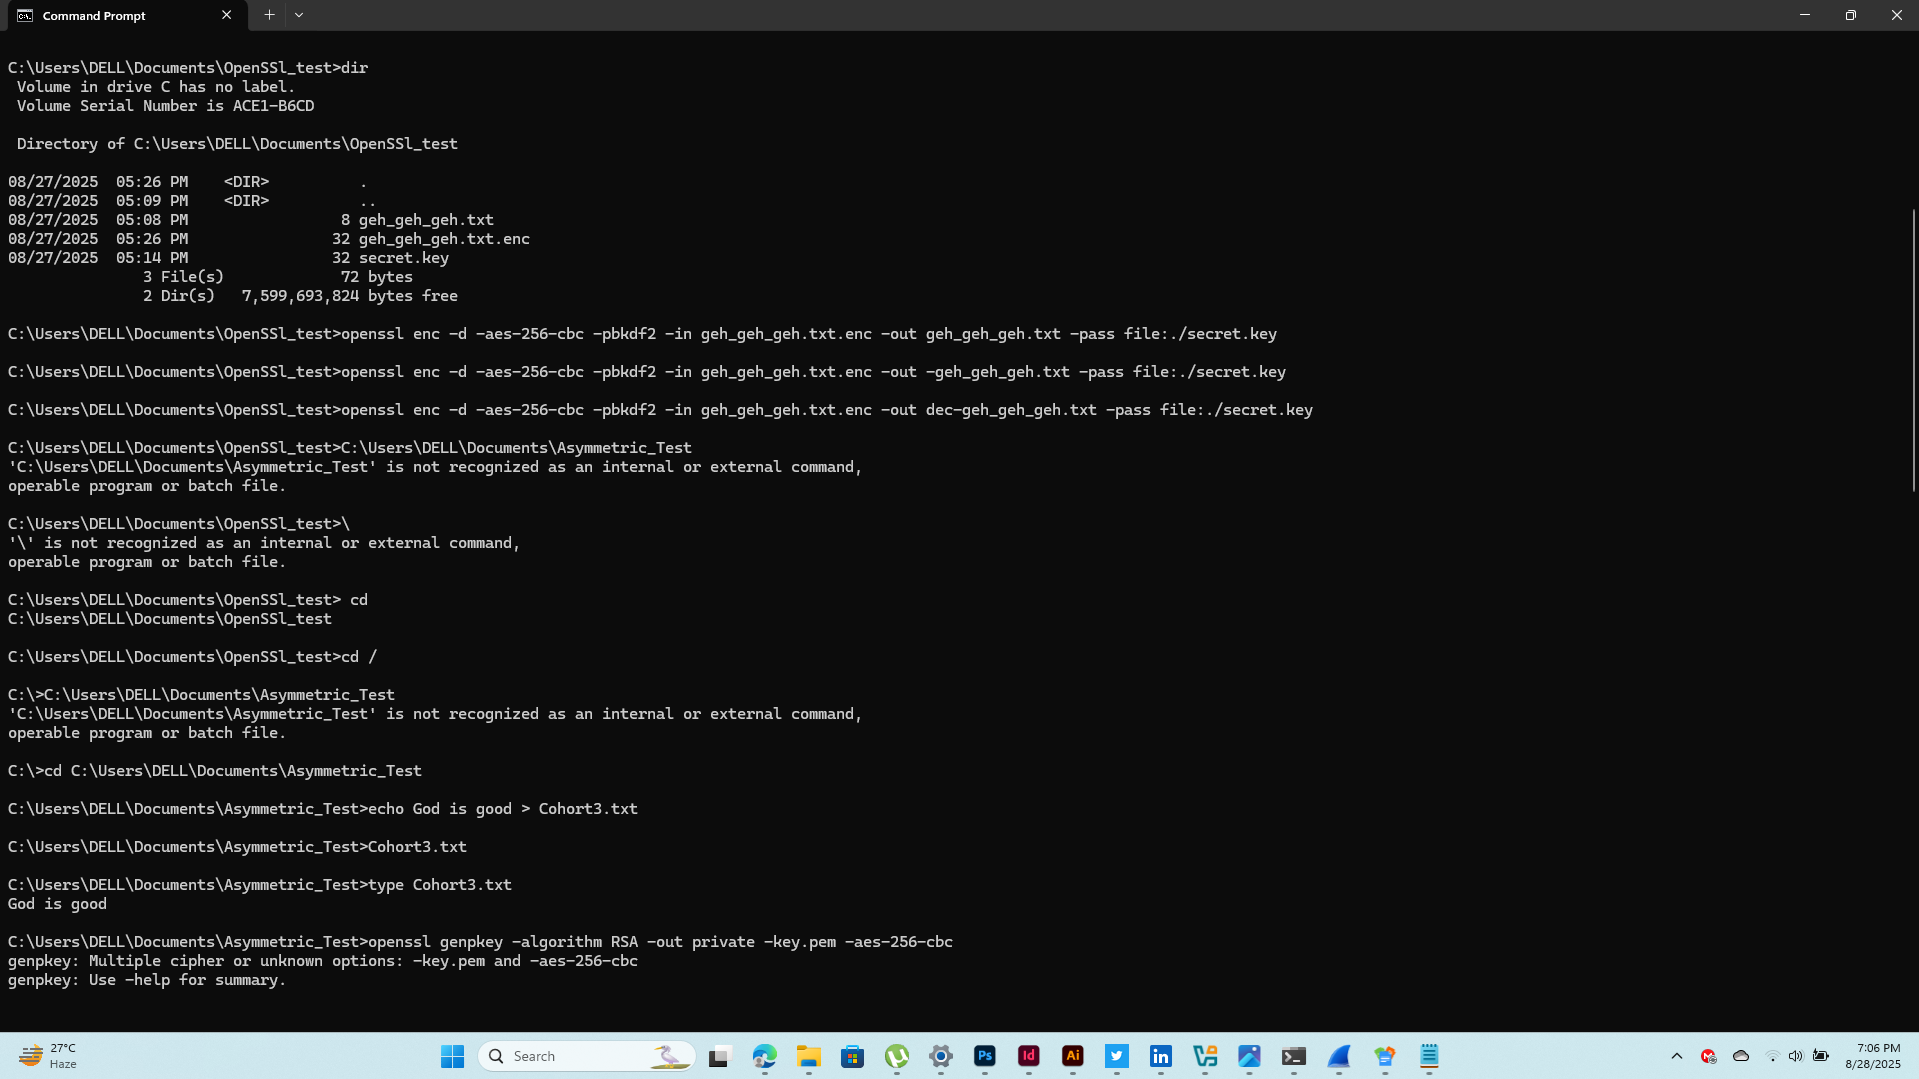 Command Prompt
C:\Users\DELL\Documents\OpenSSl_test>dir
Volume in drive C has no label.
Volume Serial Number is ACE1-B6CD
Directory of C:\Users\DELL\Documents\OpenSSl_test
08/27/2025  05:26 PM    <DIR>          .
08/27/2025  05:09 PM    <DIR>          ..
08/27/2025  05:08 PM                 8 geh_geh_geh.txt
08/27/2025  05:26 PM                32 geh_geh_geh.txt.enc
08/27/2025  05:14 PM                32 secret.key
3 File(s)             72 bytes
2 Dir(s)   7,599,693,824 bytes free
C:\Users\DELL\Documents\OpenSSl_test>openssl enc -d -aes-256-cbc -pbkdf2 -in geh_geh_geh.txt.enc -out geh_geh_geh.txt -pass file:./secret.key
C:\Users\DELL\Documents\OpenSSl_test>openssl enc -d -aes-256-cbc -pbkdf2 -in geh_geh_geh.txt.enc -out -geh_geh_geh.txt -pass file:./secret.key
C:\Users\DELL\Documents\OpenSSl_test>openssl enc -d -aes-256-cbc -pbkdf2 -in geh_geh_geh.txt.enc -out dec-geh_geh_geh.txt -pass file:./secret.key
C:\Users\DELL\Documents\OpenSSl_test>C:\Users\DELL\Documents\Asymmetric_Test
'C:\Users\DELL\Documents\Asymmetric_Test' is not recognized as an internal or external command,
operable program or batch file.
C:\Users\DELL\Documents\OpenSSl_test>\
'\' is not recognized as an internal or external command,
operable program or batch file.
C:\Users\DELL\Documents\OpenSSl_test> cd
C:\Users\DELL\Documents\OpenSSl_test
C:\Users\DELL\Documents\OpenSSl_test>cd /
C:\>C:\Users\DELL\Documents\Asymmetric_Test
'C:\Users\DELL\Documents\Asymmetric_Test' is not recognized as an internal or external command,
operable program or batch file.
C:\>cd C:\Users\DELL\Documents\Asymmetric_Test
C:\Users\DELL\Documents\Asymmetric_Test>echo God is good > Cohort3.txt
C:\Users\DELL\Documents\Asymmetric_Test>Cohort3.txt
C:\Users\DELL\Documents\Asymmetric_Test>type Cohort3.txt
God is good
C:\Users\DELL\Documents\Asymmetric_Test>openssl genpkey -algorithm RSA -out private -key.pem -aes-256-cbc
genpkey: Multiple cipher or unknown options: -key.pem and -aes-256-cbc
genpkey: Use -help for summary.
27°C
Haze
Search
Ps
Id
Ai
in
7:06 PM
8/28/2025